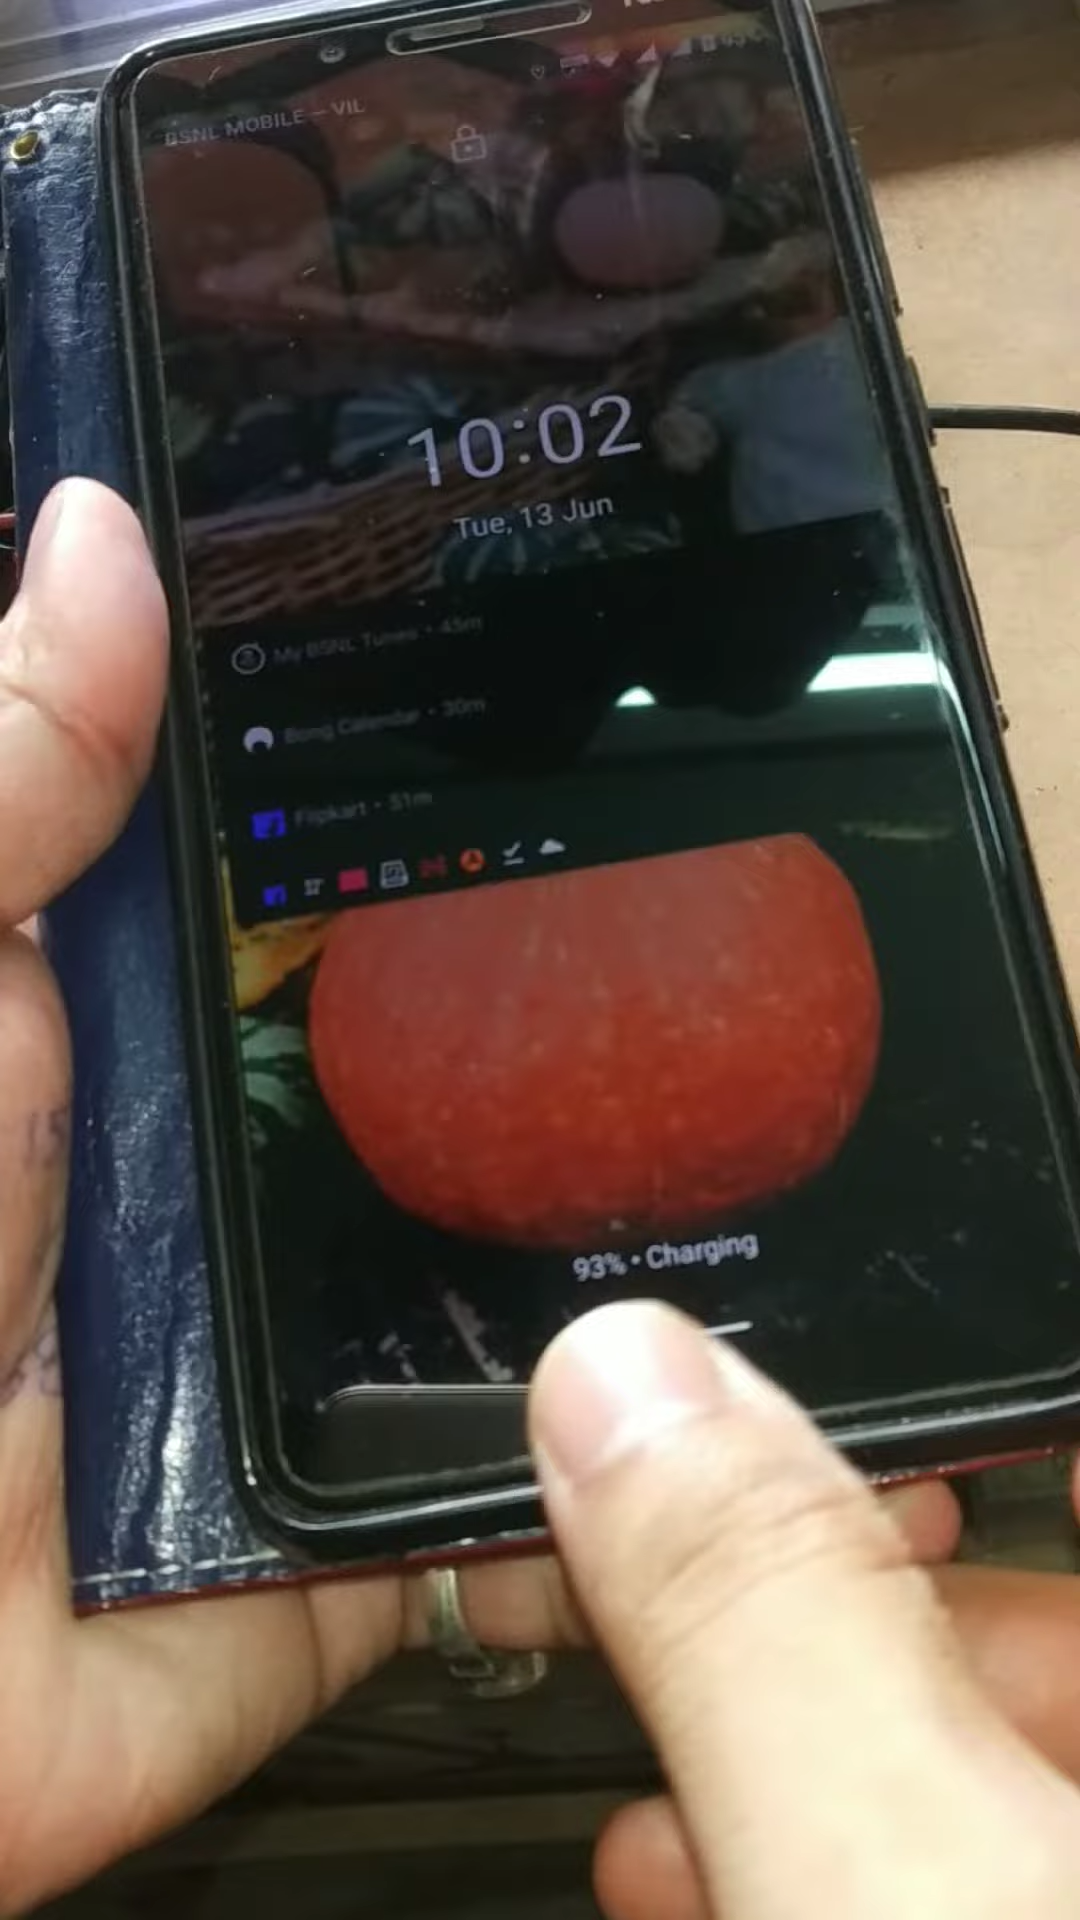 BSNL MOBILE – VIL
93%
10:02
Tue, 13 Jun
My BSNL Tunes • 45m
Bong Calendar • 30m
Flipkart • 51m
93% • Charging